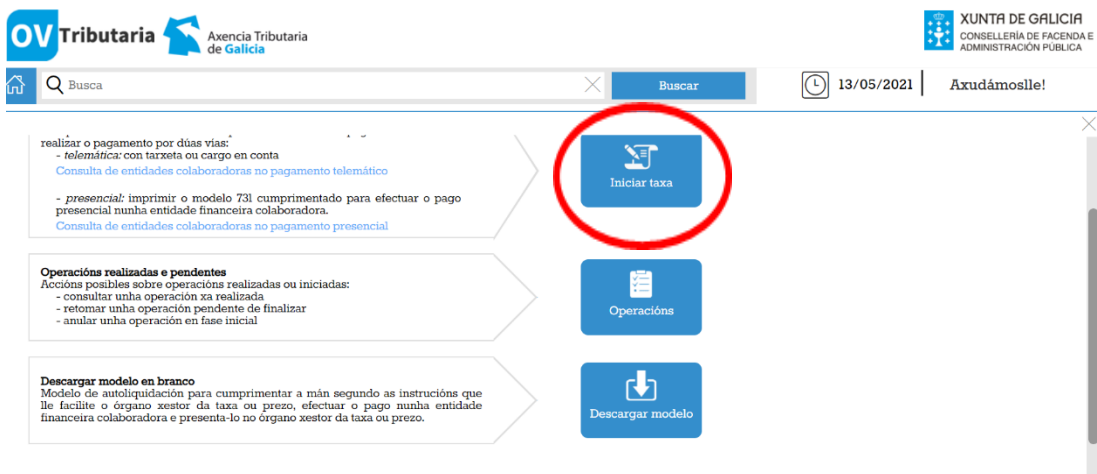 OV Tributaria Axencia Tributaria
de Galicia
XUNTA DE GALICIA
CONSELLERÍA DE FACENDA E
ADMINISTRACIÓN PÚBLICA
Busca
Buscar
13/05/2021
Axudámoslle!
realizar o pagamento por dúas vías:
- telemática: con tarxeta ou cargo en conta
Consulta de entidades colaboradoras no pagamento telemático
- presencial: imprimir o modelo 731 cumprimentado para efectuar o pago
presencial nunha entidade financeira colaboradora.
Consulta de entidades colaboradoras no pagamento presencial
Iniciar taxa
Operacións realizadas e pendentes
Accións posibles sobre operacións realizadas ou iniciadas:
- consultar unha operación xa realizada
- retomar unha operación pendente de finalizar
- anular unha operación en fase inicial
Operacións
Descargar modelo en branco
Modelo de autoliquidación para cumprimentar a mán segundo as instrucións que
lle facilite o órgano xestor da taxa ou prezo, efectuar o pago nunha entidade
financeira colaboradora e presenta-lo no órgano xestor da taxa ou prezo.
Descargar modelo